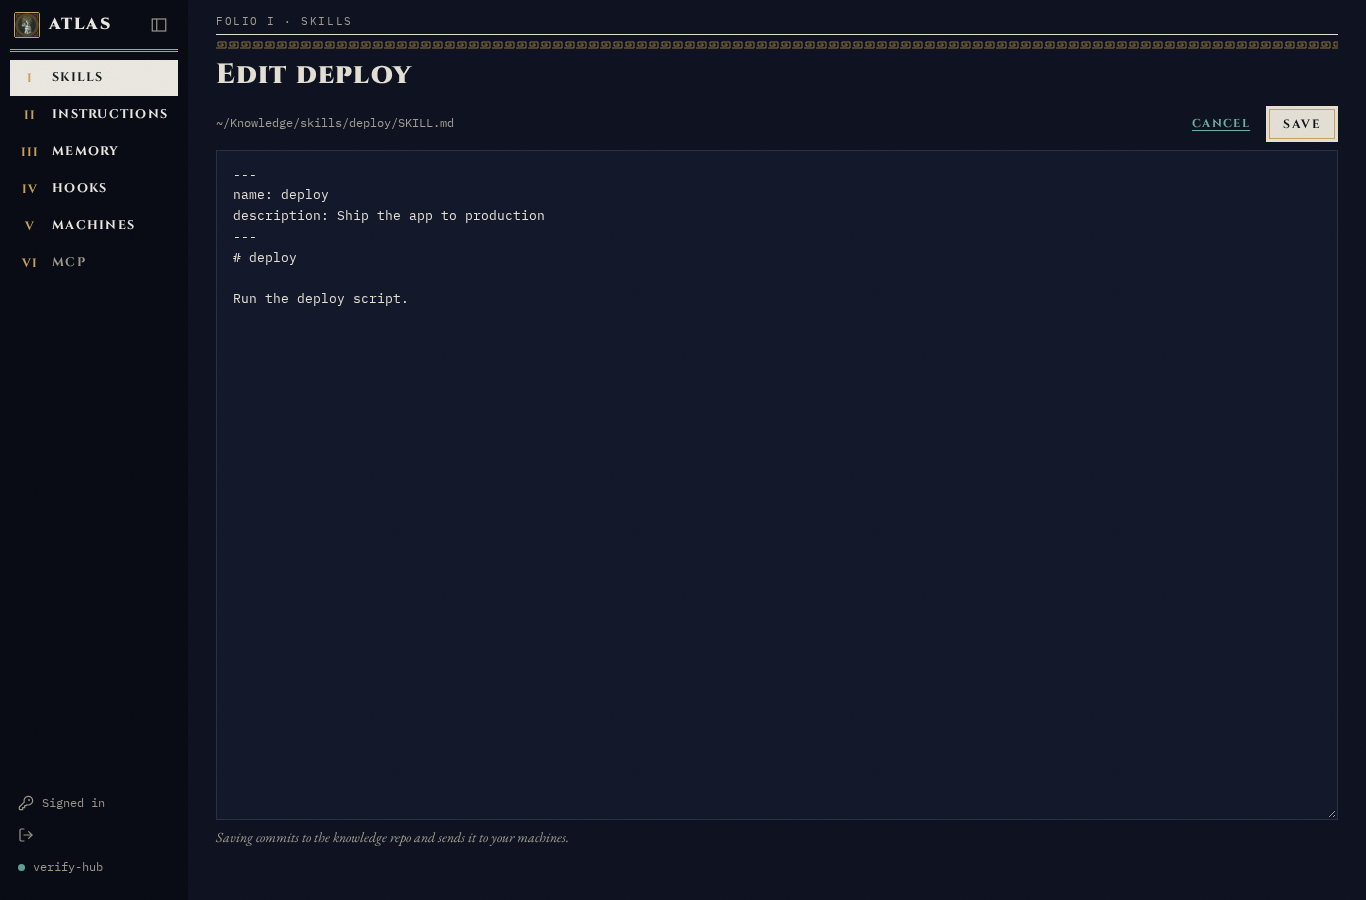 ATLAS
I SKILLS
II INSTRUCTIONS
III MEMORY
IV HOOKS
V MACHINES
VI MCP
Signed in
verify-hub
FOLIO I · SKILLS
EDIT DEPLOY
~/Knowledge/skills/deploy/SKILL.md
CANCEL
SAVE
---
name: deploy
description: Ship the app to production
---
# deploy
Run the deploy script.
Saving commits to the knowledge repo and sends it to your machines.